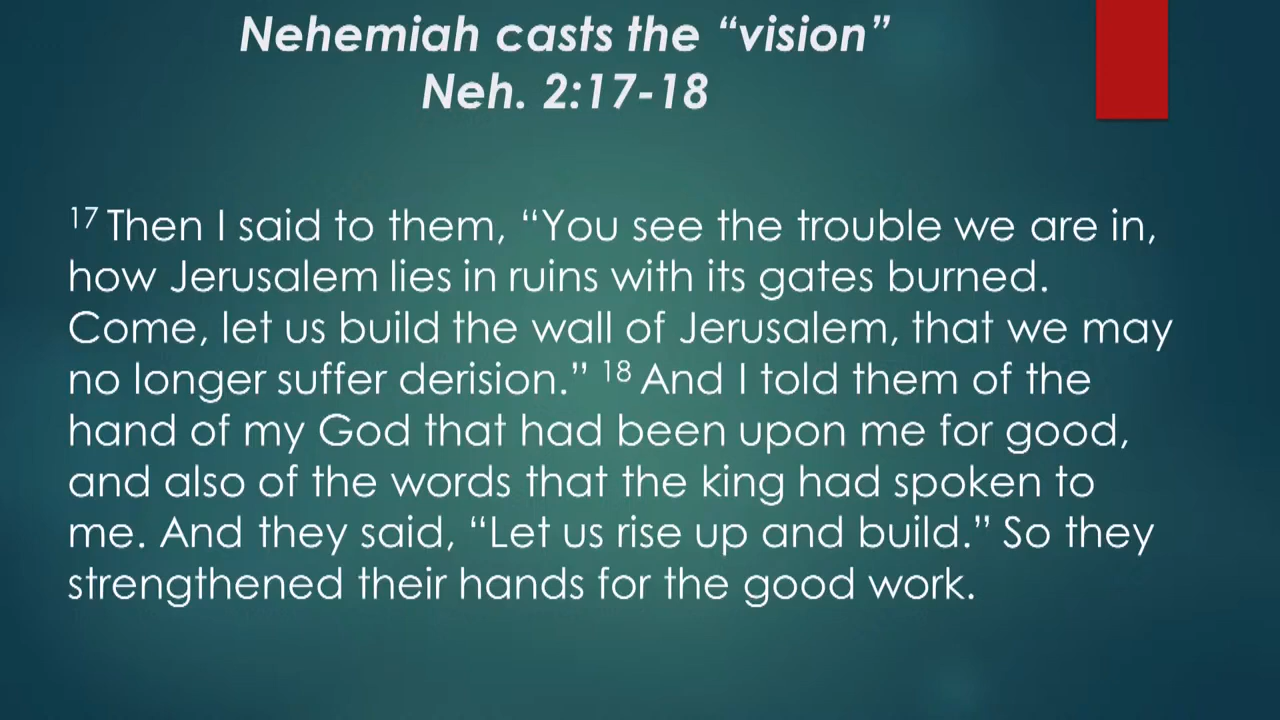 Nehemiah casts the “vision”
Neh. 2:17-18
17 Then I said to them, “You see the trouble we are in,
how Jerusalem lies in ruins with its gates burned.
Come, let us build the wall of Jerusalem, that we may
no longer suffer derision.” 18 And I told them of the
hand of my God that had been upon me for good,
and also of the words that the king had spoken to
me. And they said, “Let us rise up and build.” So they
strengthened their hands for the good work.